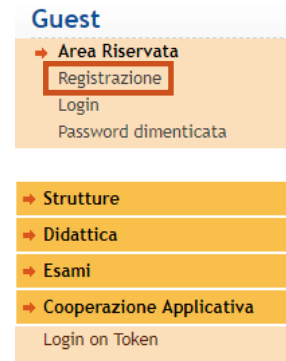 Guest
Area Riservata
Registrazione
Login
Password dimenticata
Strutture
Didattica
Esami
Cooperazione Applicativa
Login on Token